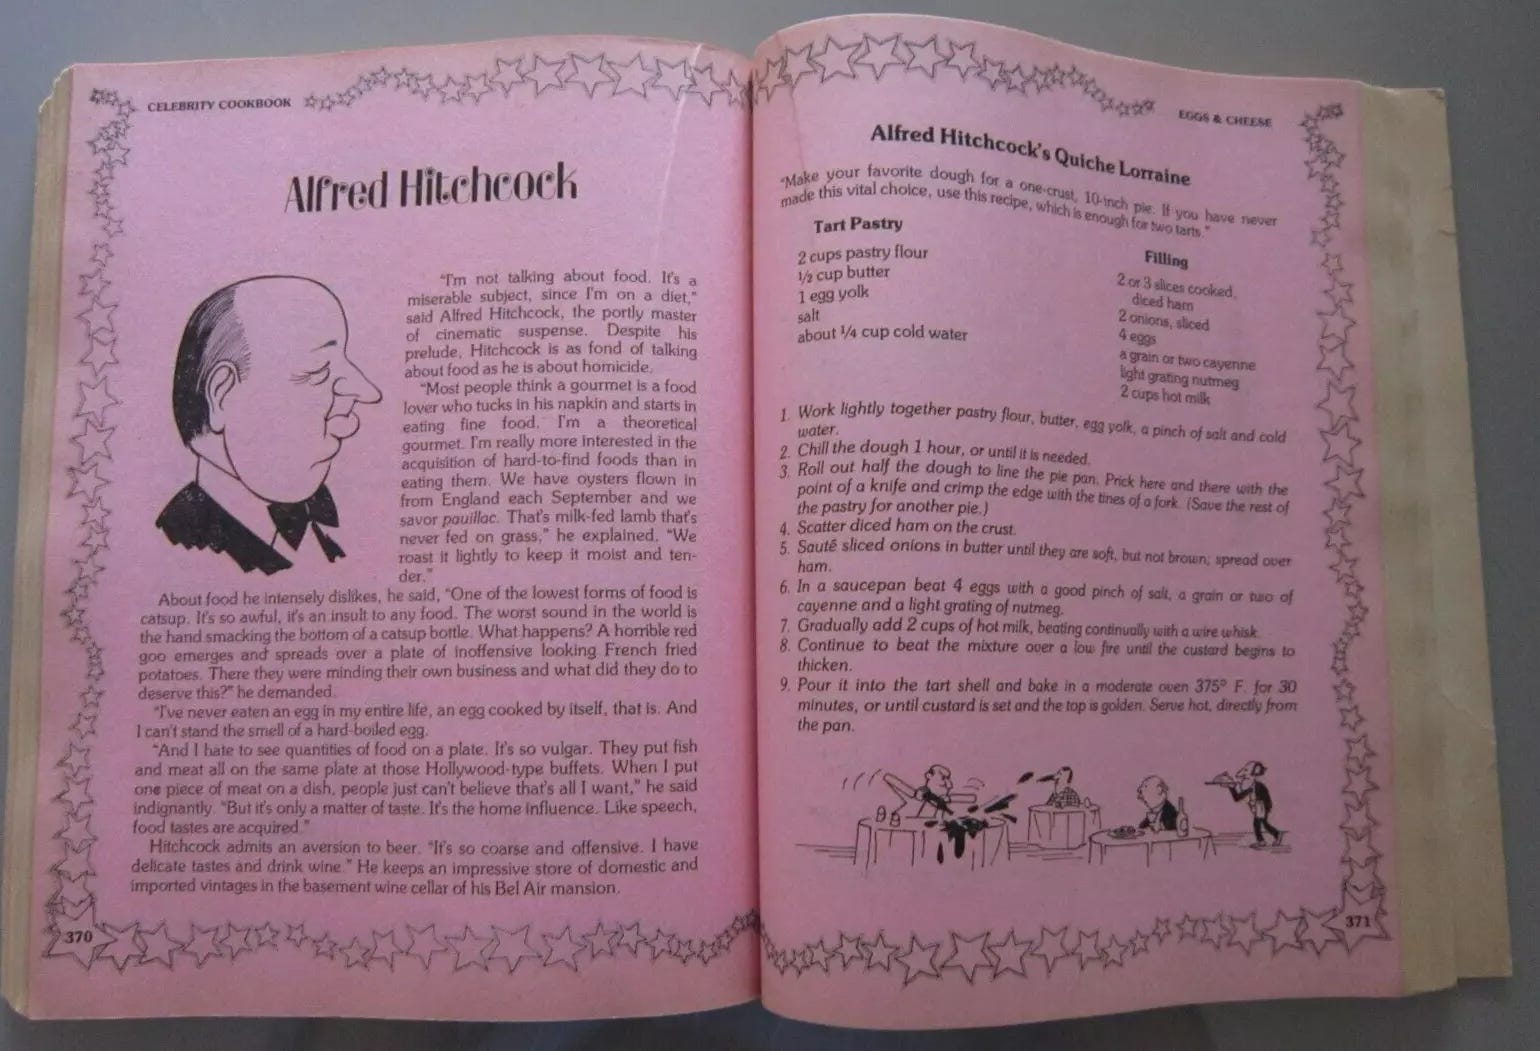 CELEBRITY COOKBOOK
Alfred Hitchcock
"I'm not talking about food. It's a
miserable subject, since I'm on a diet,"
said Alfred Hitchcock, the portly master
of cinematic suspense. Despite his
prelude, Hitchcock is as fond of talking
about food as he is about homicide.
"Most people think a gourmet is a food
lover who tucks in his napkin and starts in
eating fine food. I'm a theoretical
gourmet. I'm really more interested in the
acquisition of hard-to-find foods than in
eating them. We have oysters flown in
from England each September and we
savor pauillac. That's milk-fed lamb that's
never fed on grass," he explained. "We
roast it lightly to keep it moist and ten-
der."
About food he intensely dislikes, he said, "One of the lowest forms of food is
catsup. It's so awful, it's an insult to any food. The worst sound in the world is
the hand smacking the bottom of a catsup bottle. What happens? A horrible red
goo emerges and spreads over a plate of inoffensive looking French fried
potatoes. There they were minding their own business and what did they do to
deserve this?" he demanded.
"I've never eaten an egg in my entire life, an egg cooked by itself, that is. And
I can't stand the smell of a hard-boiled egg.
"And I hate to see quantities of food on a plate. It's so vulgar. They put fish
and meat all on the same plate at those Hollywood-type buffets. When I put
one piece of meat on a dish, people just can't believe that's all I want," he said
indignantly. "But it's only a matter of taste. It's the home influence. Like speech,
food tastes are acquired."
Hitchcock admits an aversion to beer. "It's so coarse and offensive. I have
delicate tastes and drink wine." He keeps an impressive store of domestic and
imported vintages in the basement wine cellar of his Bel Air mansion.
370
EGGS & CHEESE
Alfred Hitchcock's Quiche Lorraine
"Make your favorite dough for a one-crust, 10-inch pie. If you have never
made this vital choice, use this recipe, which is enough for two tarts."
Tart Pastry
2 cups pastry flour
1/2 cup butter
1 egg yolk
salt
about 1/4 cup cold water
Filling
2 or 3 slices cooked,
diced ham
2 onions, sliced
4 eggs
a grain or two cayenne
light grating nutmeg
2 cups hot milk
1. Work lightly together pastry flour, butter, egg yolk, a pinch of salt and cold
water.
2. Chill the dough 1 hour, or until it is needed.
3. Roll out half the dough to line the pie pan. Prick here and there with the
point of a knife and crimp the edge with the tines of a fork. (Save the rest of
the pastry for another pie.)
4. Scatter diced ham on the crust.
5. Sauté sliced onions in butter until they are soft, but not brown; spread over
ham.
6. In a saucepan beat 4 eggs with a good pinch of salt, a grain or two of
cayenne and a light grating of nutmeg.
7. Gradually add 2 cups of hot milk, beating continually with a wire whisk.
8. Continue to beat the mixture over a low fire until the custard begins to
thicken.
9. Pour it into the tart shell and bake in a moderate oven 375° F. for 30
minutes, or until custard is set and the top is golden. Serve hot, directly from
the pan.
371